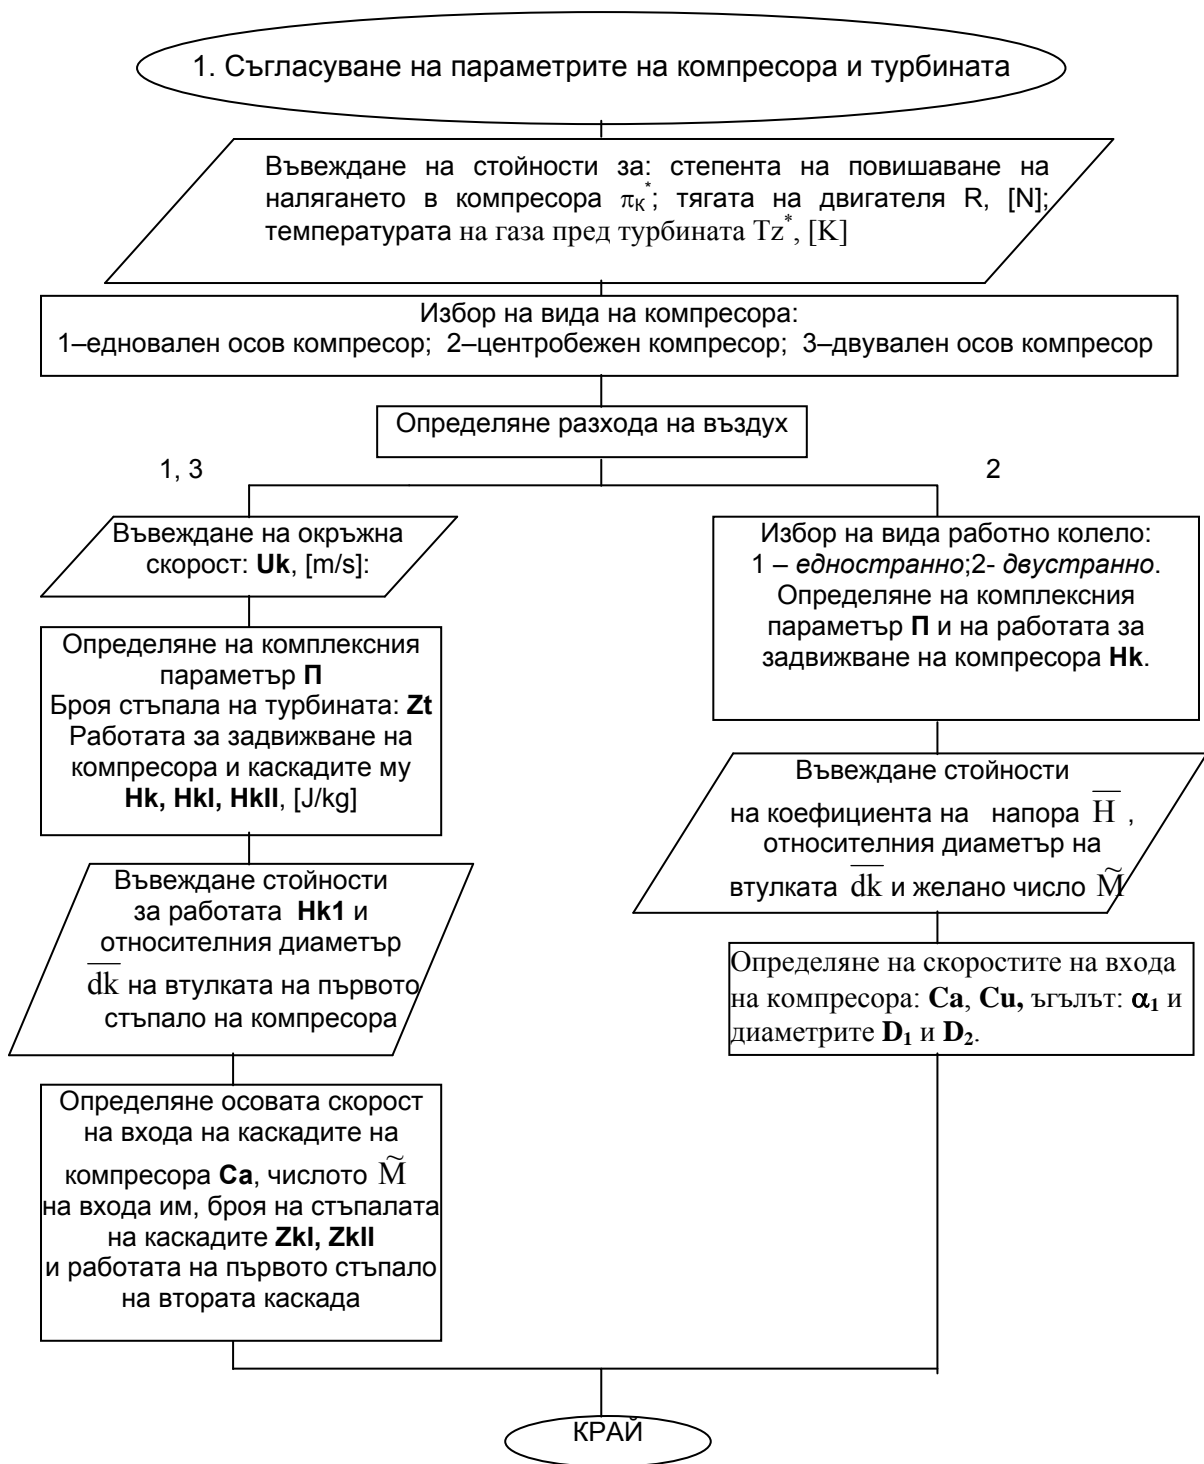 1. Съгласуване на параметрите на компресора и турбината
Въвеждане на стойности за: степента на повишаване на
налягането в компресора πк*; тягата на двигателя R, [N];
температурата на газа пред турбината Tz*, [K]
Избор на вида на компресора:
1–едновален осов компресор; 2–центробежен компресор; 3–двувален осов компресор
Определяне разхода на въздух
1, 3
Въвеждане на окръжна
скорост: Uk, [m/s]:
Определяне на комплексния
параметър П
Броя стъпала на турбината: Zt
Работата за задвижване на
компресора и каскадите му
Hk, HkI, HkII, [J/kg]
Въвеждане стойности
за работата Hk1 и
относителния диаметър
d̅k̅ на втулката на първото
стъпало на компресора
Определяне осовата скорост
на входа на каскадите на
компресора Ca, числото M̃
на входа им, броя на стъпалата
на каскадите ZkI, ZkII
и работата на първото стъпало
на втората каскада
2
Избор на вида работно колело:
1 – едностранно;2- двустранно.
Определяне на комплексния
параметър П и на работата за
задвижване на компресора Hk.
Въвеждане стойности
на коефициента на напора H̅ ,
относителния диаметър на
втулката d̅k̅ и желано число M̃
Определяне на скоростите на входа
на компресора: Ca, Cu, ъгълът: α₁ и
диаметрите D₁ и D₂.
КРАЙ